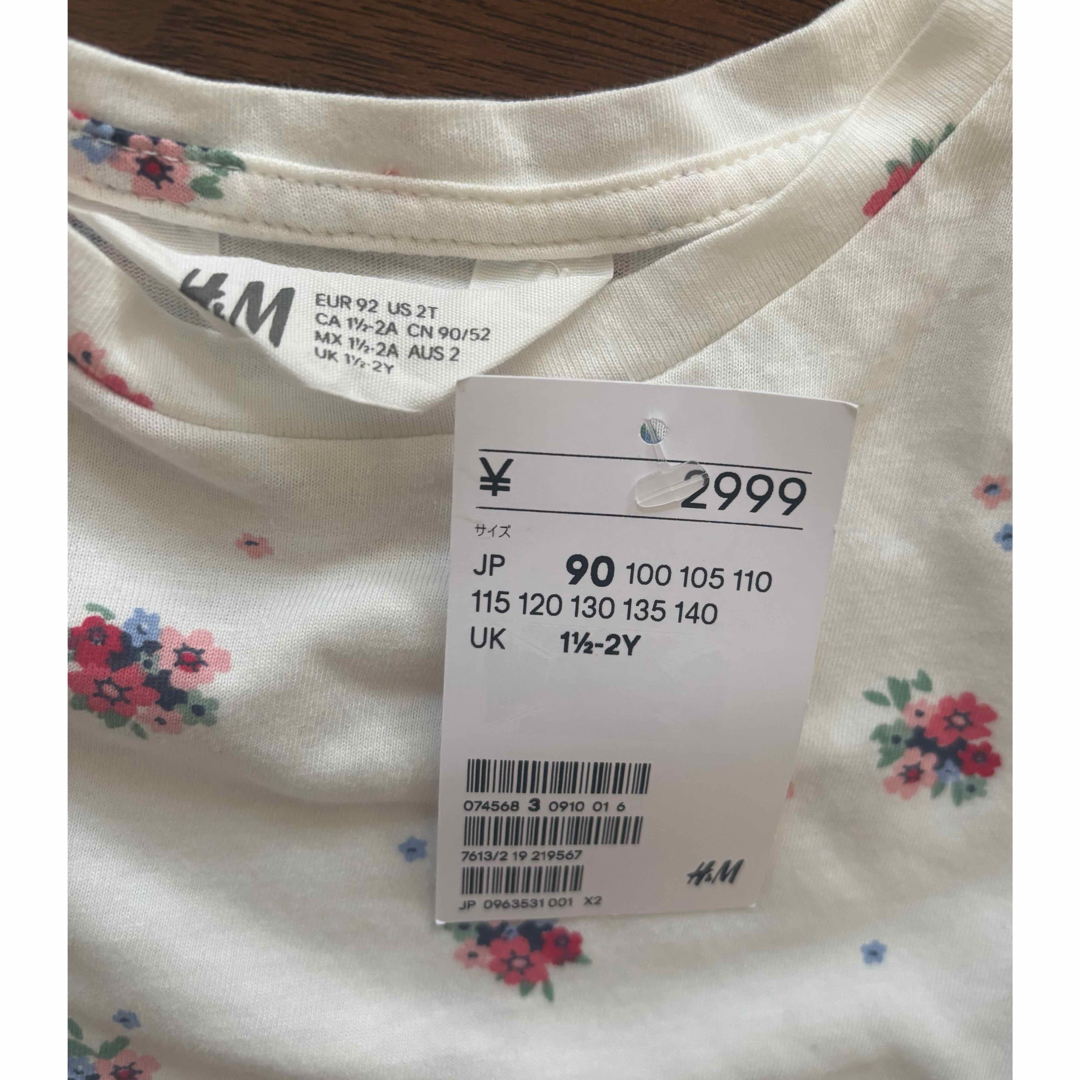 H&M
EUR 92 US 2T
CA 1½-2A CN 90/52
MX 1½-2A AUS 2
UK 1½-2Y
¥ 2999
サイズ
JP 90 100 105 110
115 120 130 135 140
UK 1½-2Y
074568 3 0910 01 6
7613/2 19 219567
JP 0963531 001 X2
H&M